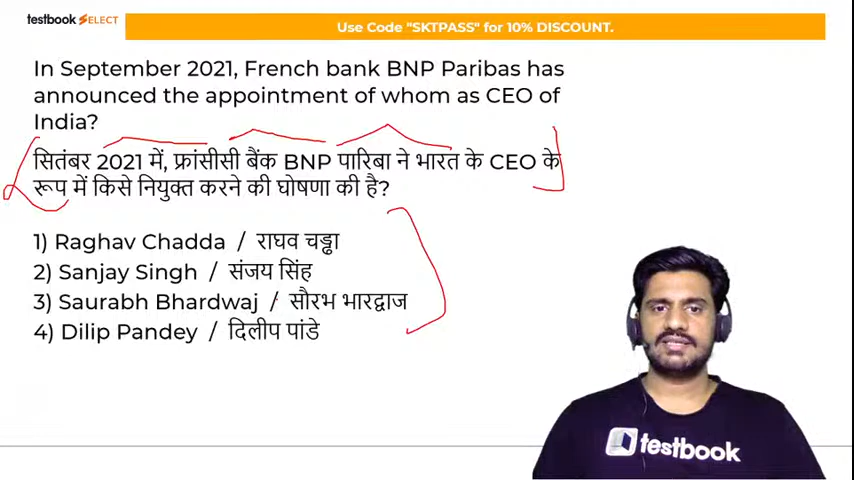 testbook SELECT
Use Code "SKTPASS" for 10% DISCOUNT.
In September 2021, French bank BNP Paribas has
announced the appointment of whom as CEO of
India?
सितंबर 2021 में, फ्रांसीसी बैंक BNP पारिबा ने भारत के CEO के
रूप में किसे नियुक्त करने की घोषणा की है?
1) Raghav Chadda / राघव चड्ढा
2) Sanjay Singh / संजय सिंह
3) Saurabh Bhardwaj / सौरभ भारद्वाज
4) Dilip Pandey / दिलीप पांडे
testbook